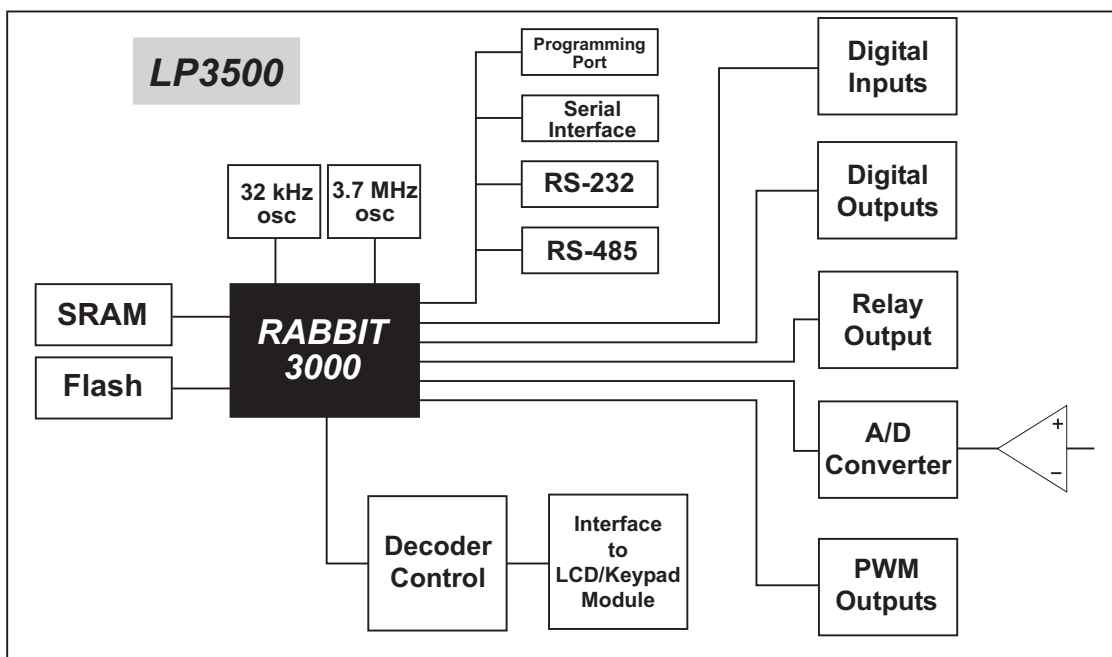 LP3500
Programming
Port
Serial
Interface
RS-232
RS-485
32 kHz
osc
3.7 MHz
osc
SRAM
Flash
RABBIT
3000
Digital
Inputs
Digital
Outputs
Relay
Output
A/D
Converter
+
–
PWM
Outputs
Decoder
Control
Interface
to
LCD/Keypad
Module